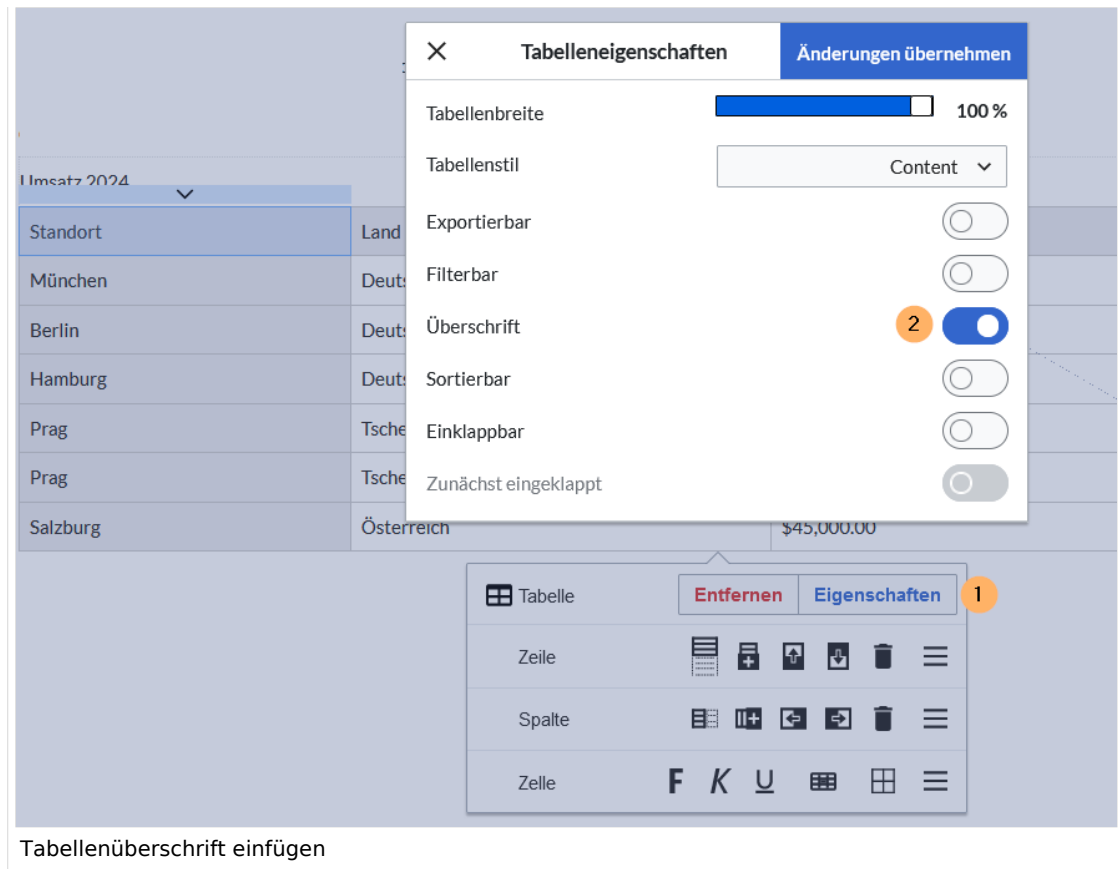 Tabelleneigenschaften
Änderungen übernehmen
Tabellenbreite
100 %
Tabellenstil
Content
Exportierbar
Filterbar
Überschrift
2
Sortierbar
Einklappbar
Zunächst eingeklappt
Umsatz 2024
Standort Land
München
Berlin
Hamburg
Prag
Prag
Salzburg Österreich $45,000.00
Tabelle Entfernen Eigenschaften 1
Zeile
Spalte
Zelle F K U
Tabellenüberschrift einfügen